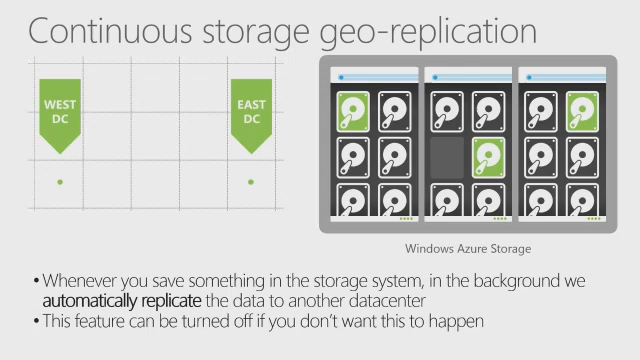 Continuous storage geo-replication
WEST
DC
EAST
DC
Windows Azure Storage
• Whenever you save something in the storage system, in the background we
automatically replicate the data to another datacenter
• This feature can be turned off if you don't want this to happen